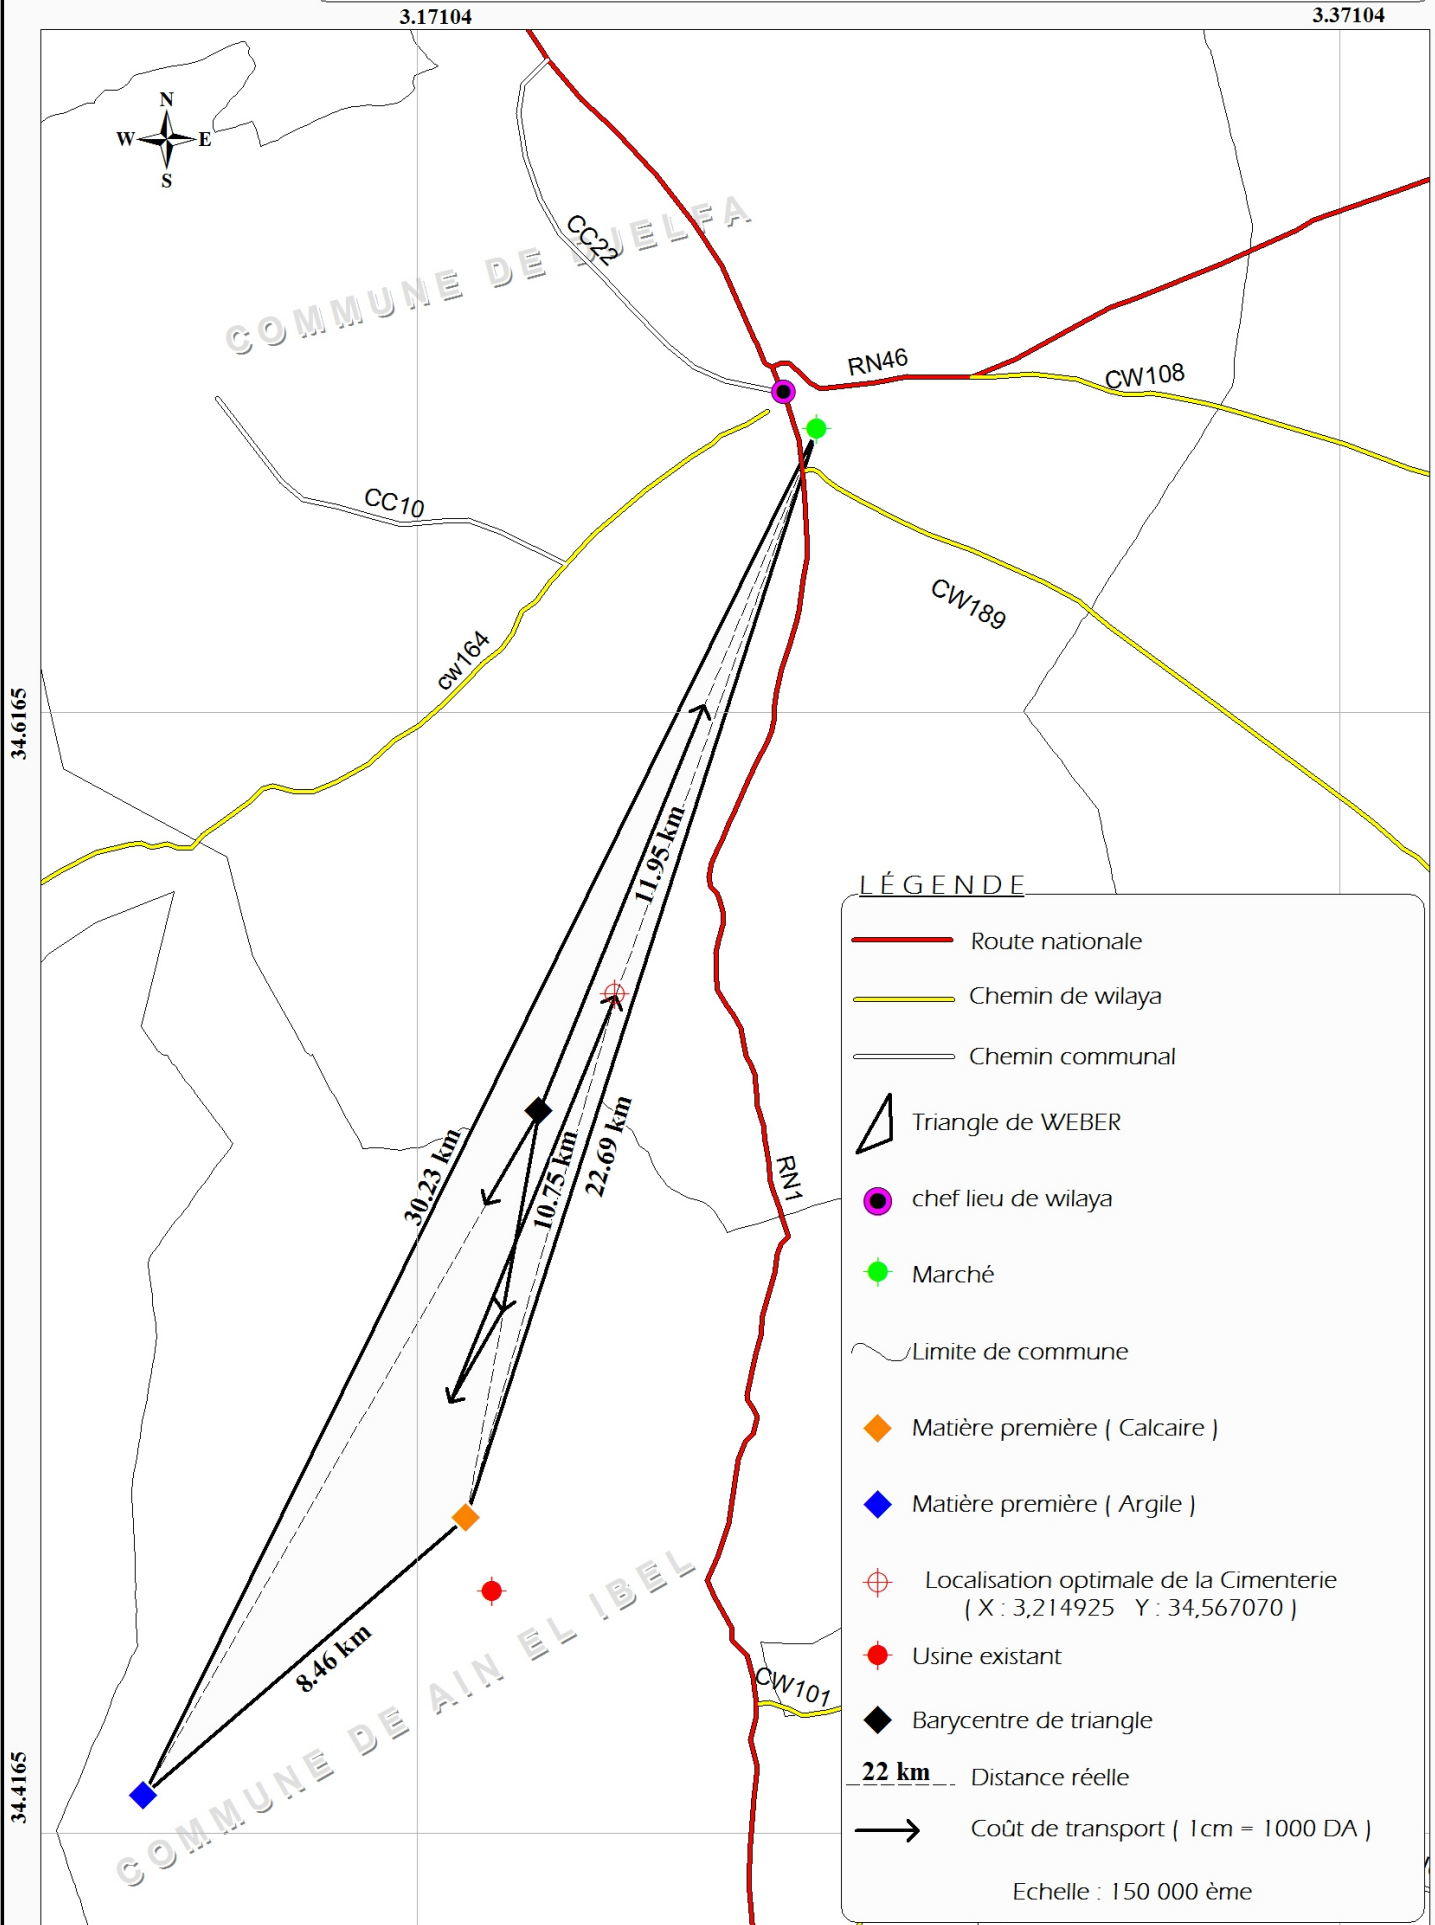 3.17104
3.37104
N
W E
S
COMMUNE DE DJELFA
CC22
RN46
CW108
CC10
CW189
cw164
34.6165
11.95 km
30.23 km
10.75 km
22.69 km
RN1
8.46 km
COMMUNE DE AIN EL IBEL
CW101
34.4165
LÉGENDE
Route nationale
Chemin de wilaya
Chemin communal
Triangle de WEBER
chef lieu de wilaya
Marché
Limite de commune
Matière première ( Calcaire )
Matière première ( Argile )
Localisation optimale de la Cimenterie
( X : 3,214925 Y : 34,567070 )
Usine existant
Barycentre de triangle
22 km Distance réelle
Coût de transport ( 1cm = 1000 DA )
Echelle : 150 000 ème